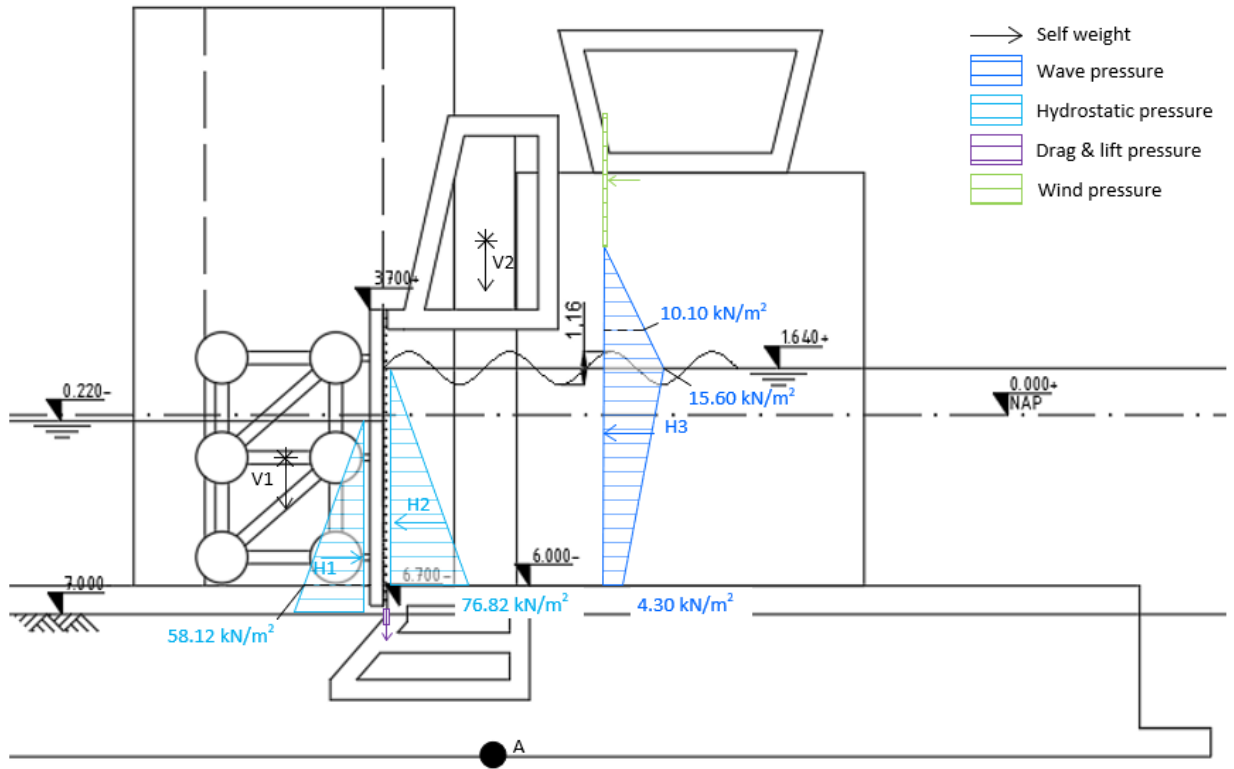 Self weight
Wave pressure
Hydrostatic pressure
Drag & lift pressure
Wind pressure
V2
3.700+
1.16
10.10 kN/m²
1.640+
0.220-
15.60 kN/m²
0.000+
NAP
H3
V1
H2
H1
6.700-
6.000-
7.000-
76.82 kN/m²
4.30 kN/m²
58.12 kN/m²
A